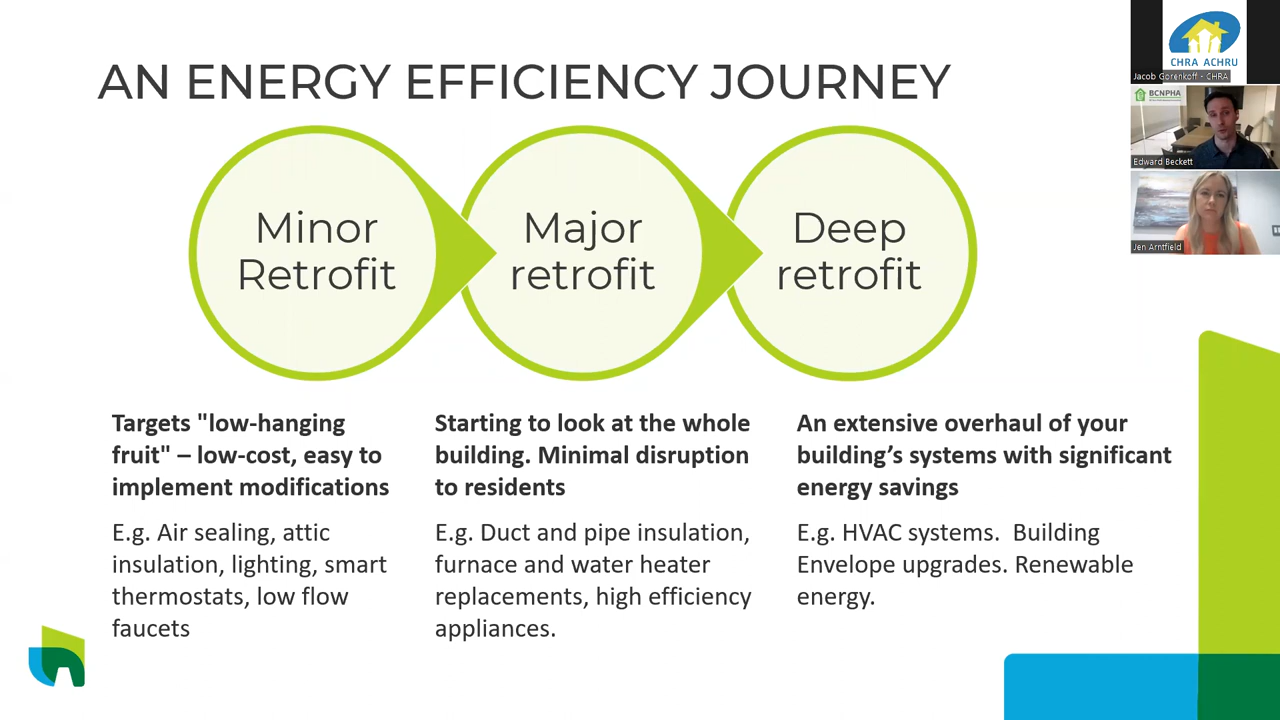 AN ENERGY EFFICIENCY JOURNEY
Minor
Retrofit
Major
retrofit
Deep
retrofit
Targets "low-hanging
fruit" – low-cost, easy to
implement modifications
E.g. Air sealing, attic
insulation, lighting, smart
thermostats, low flow
faucets
Starting to look at the whole
building. Minimal disruption
to residents
E.g. Duct and pipe insulation,
furnace and water heater
replacements, high efficiency
appliances.
An extensive overhaul of your
building’s systems with significant
energy savings
E.g. HVAC systems.  Building
Envelope upgrades. Renewable
energy.
CHRA ACHRU
Jacob Gorenkoff - CHRA
BCNPHA
Edward Beckett
Jen Arntfield